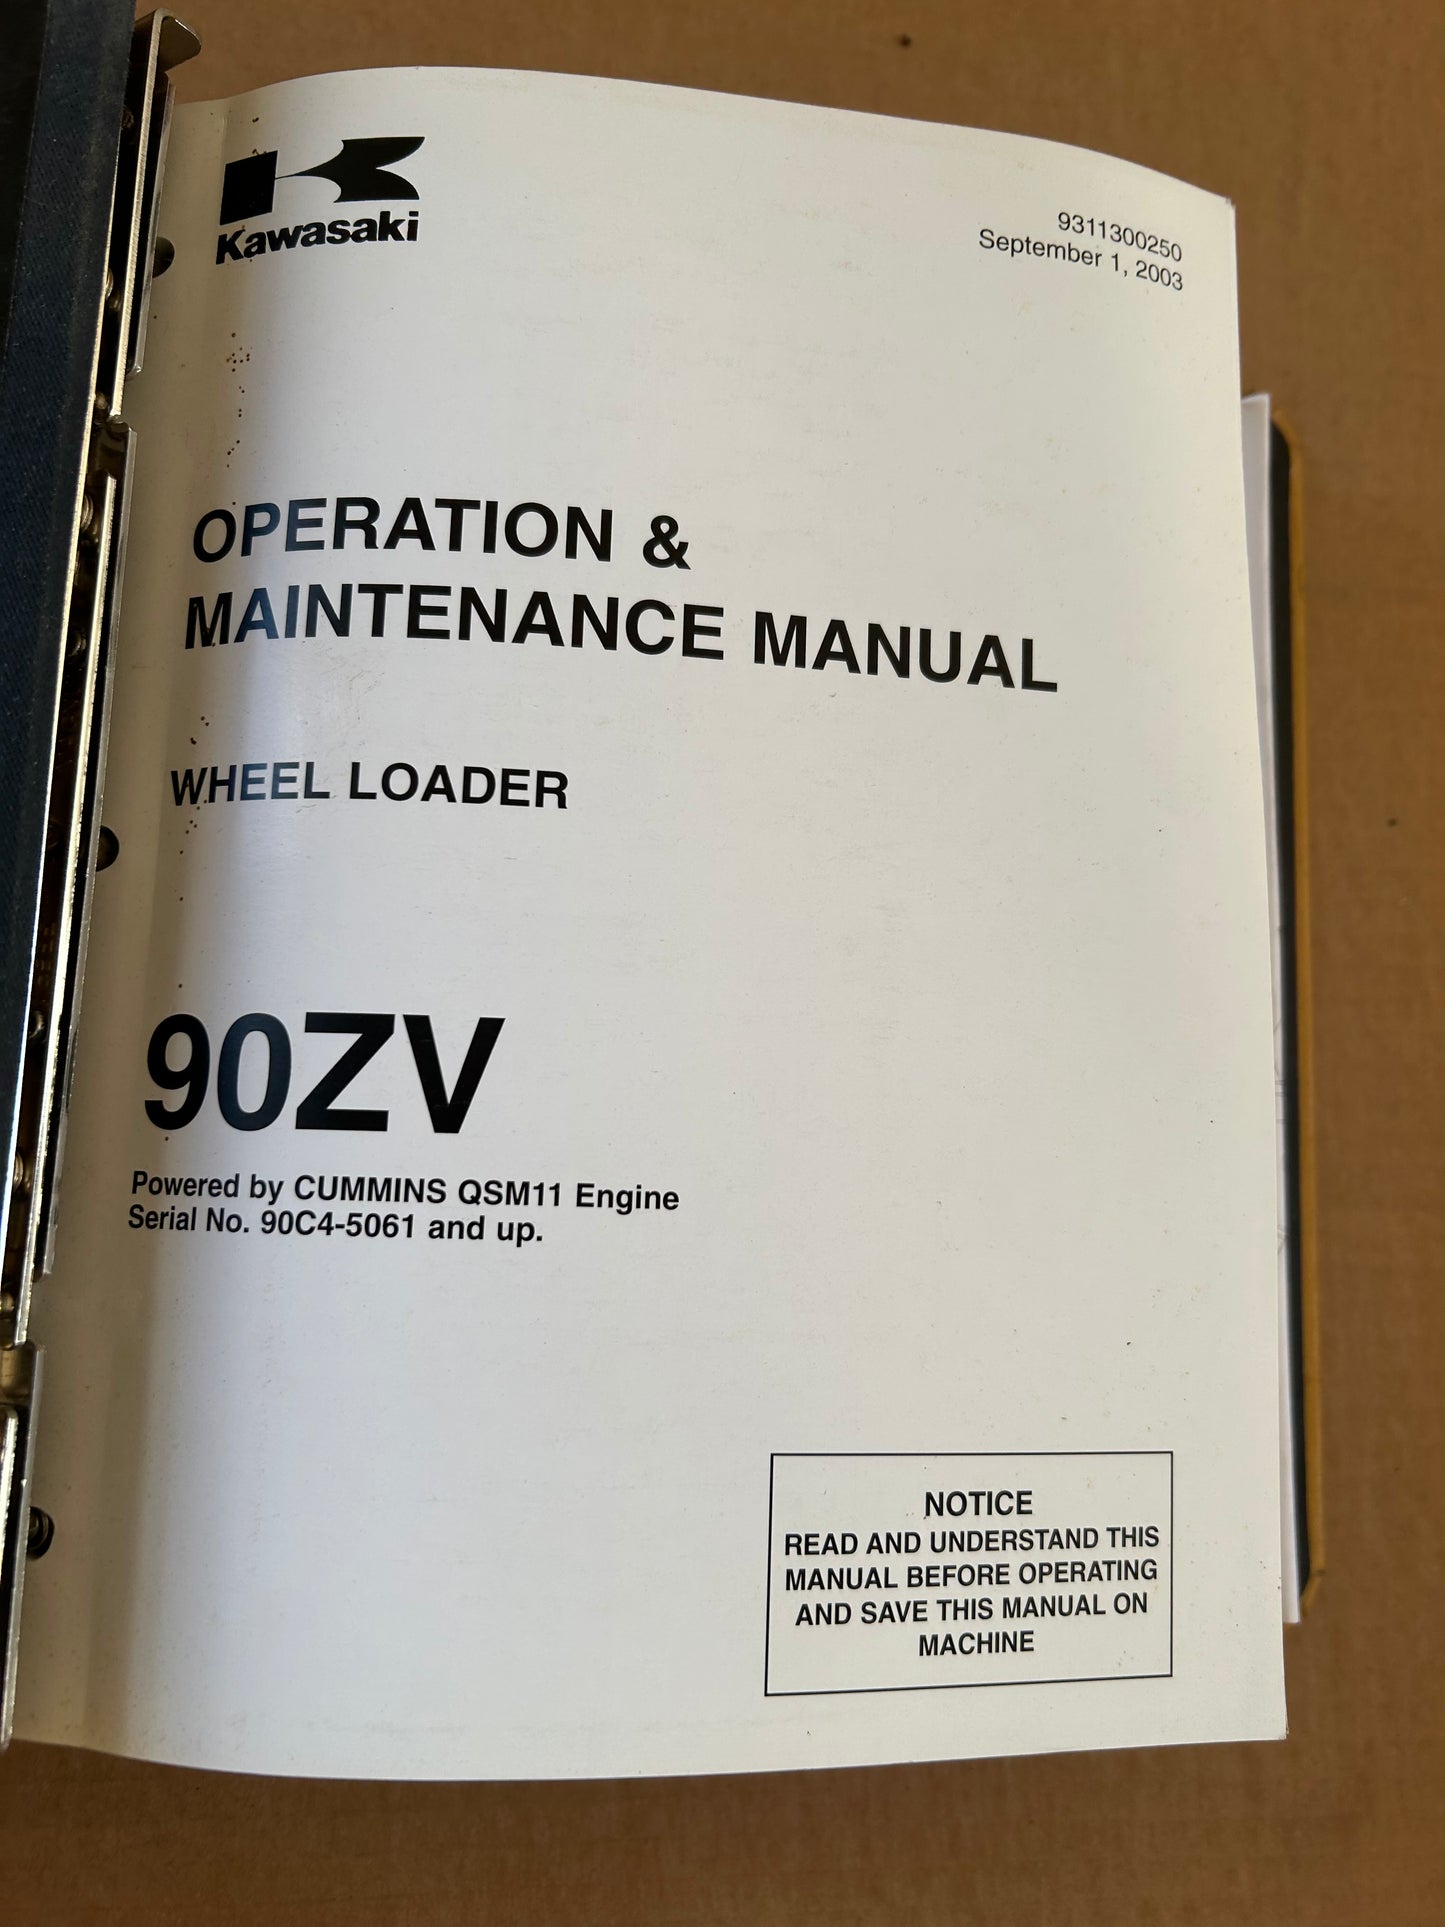 Kawasaki
9311300250
September 1, 2003
OPERATION &
MAINTENANCE MANUAL
WHEEL LOADER
90ZV
Powered by CUMMINS QSM11 Engine
Serial No. 90C4-5061 and up.
NOTICE
READ AND UNDERSTAND THIS
MANUAL BEFORE OPERATING
AND SAVE THIS MANUAL ON
MACHINE